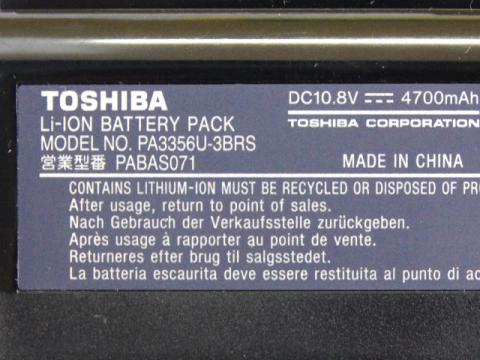 TOSHIBA
DC10.8V ⎓ 4700mAh
Li-ION BATTERY PACK
TOSHIBA CORPORATION
MODEL NO. PA3356U-3BRS
営業型番 PABAS071
MADE IN CHINA
CONTAINS LITHIUM-ION MUST BE RECYCLED OR DISPOSED OF
After usage, return to point of sales.
Nach Gebrauch der Verkaufsstelle zurückgeben.
Après usage à rapporter au point de vente.
Returneres efter brug til salgsstedet.
La batteria escaurita deve essere restituita al punto di